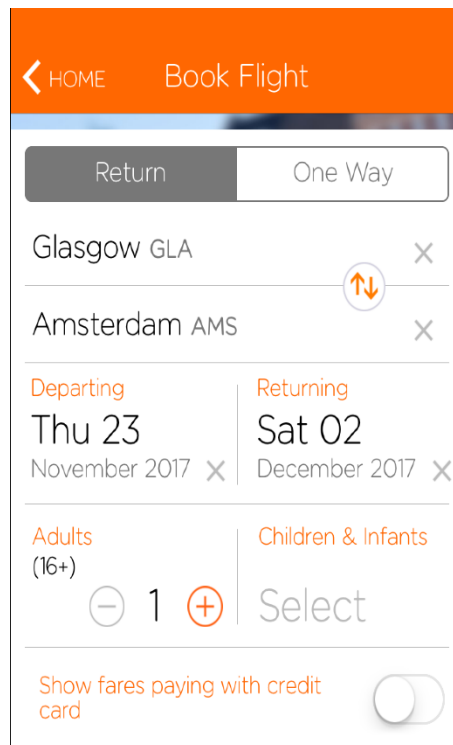 HOME Book Flight
Return One Way
Glasgow GLA
Amsterdam AMS
Departing Returning
Thu 23 Sat 02
November 2017 December 2017
Adults Children & Infants
(16+)
1 Select
Show fares paying with credit
card